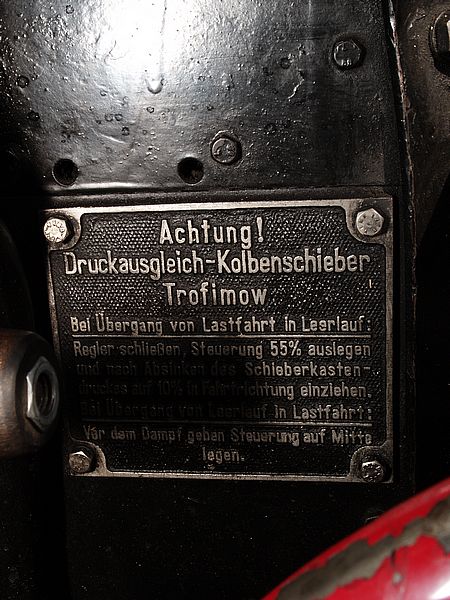 Achtung!
Druckausgleich-Kolbenschieber
Trofimow
Bei Übergang von Lastfahrt in Leerlauf:
Regler schließen, Steuerung 55% auslegen
und nach Absinken des Schieberkasten-
druckes auf 10% in Fahrtrichtung einziehen.
Bei Übergang von Leerlauf in Lastfahrt:
Vor dem Dampf geben Steuerung auf Mitte
legen.